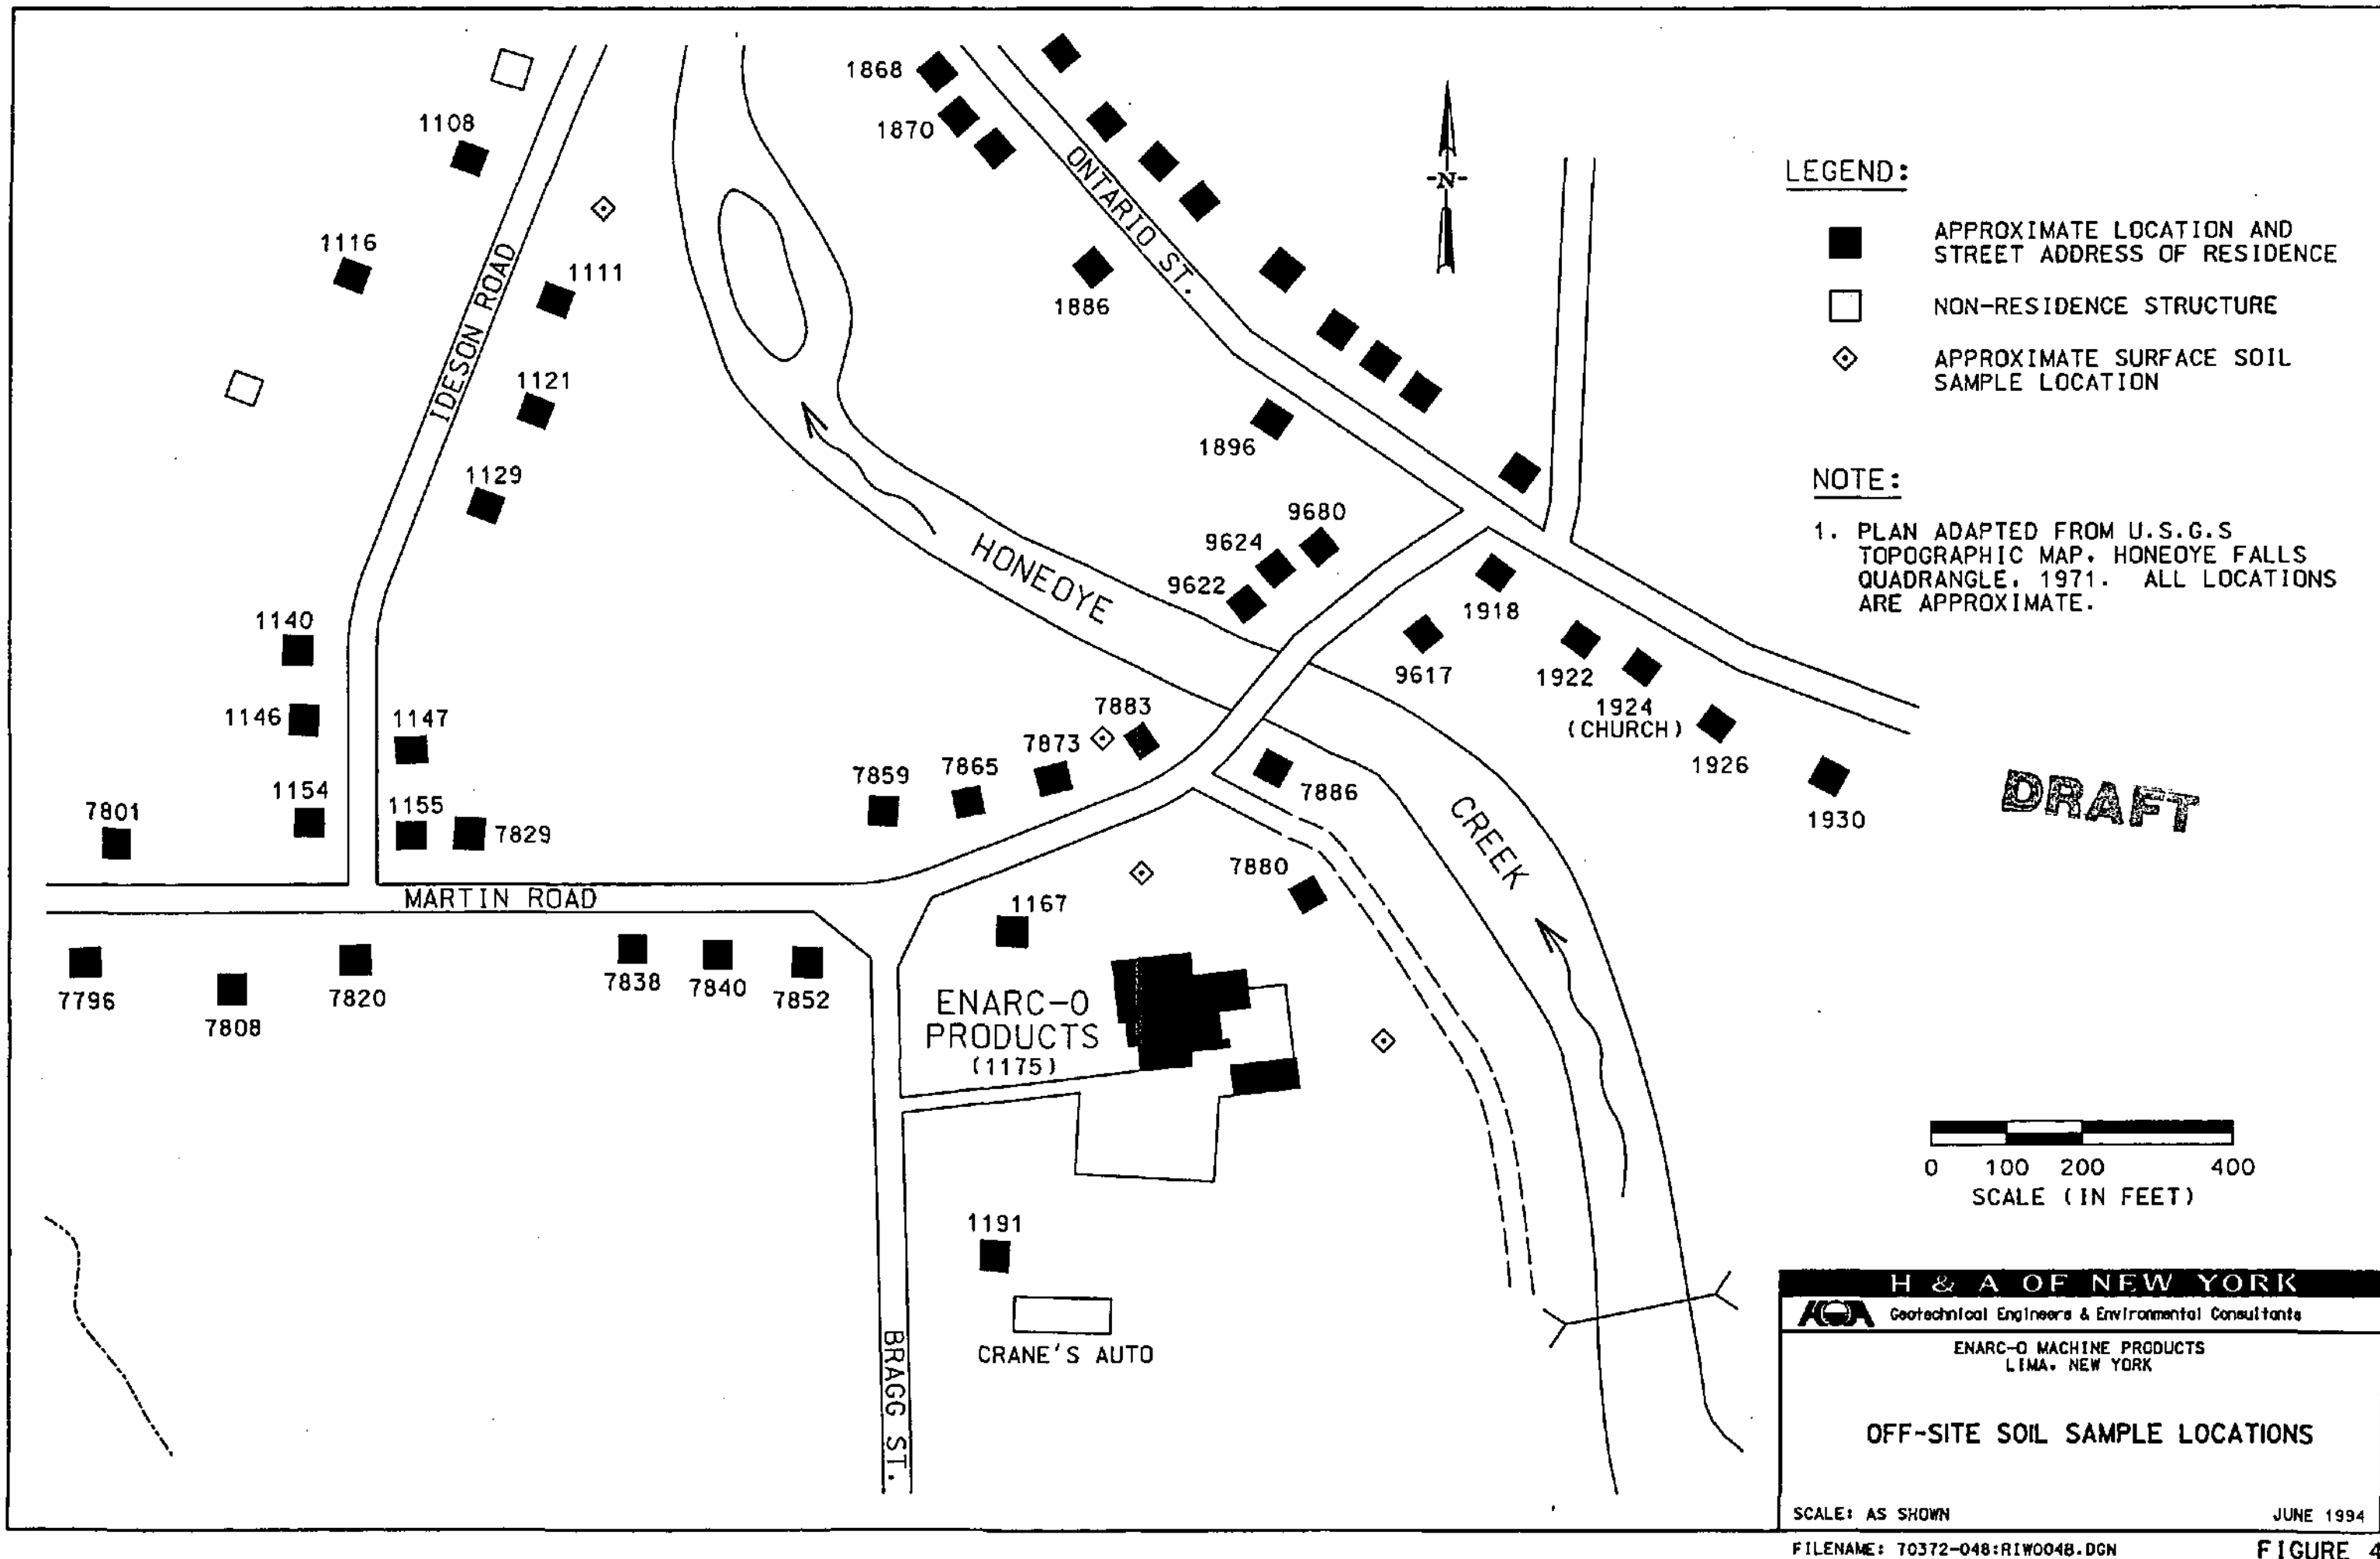 1868
1870
1108
1116
1111
1121
1129
1886
1896
IDESON ROAD
ONTARIO ST.
-N-
LEGEND:
APPROXIMATE LOCATION AND
STREET ADDRESS OF RESIDENCE
NON-RESIDENCE STRUCTURE
APPROXIMATE SURFACE SOIL
SAMPLE LOCATION
NOTE:
1. PLAN ADAPTED FROM U.S.G.S
TOPOGRAPHIC MAP. HONEOYE FALLS
QUADRANGLE. 1971. ALL LOCATIONS
ARE APPROXIMATE.
HONEOYE
9680
9624
9622
1918
9617
1922
1924
(CHURCH)
1926
1930
DRAFT
1140
1146
1147
1154
1155
7801
7829
7859
7865
7873
7883
7886
7880
CREEK
MARTIN ROAD
7796
7808
7820
7838
7840
7852
1167
ENARC-O
PRODUCTS
(1175)
1191
CRANE'S AUTO
BRAGG ST.
0 100 200 400
SCALE (IN FEET)
H & A OF NEW YORK
Geotechnical Engineers & Environmental Consultants
ENARC-O MACHINE PRODUCTS
LIMA. NEW YORK
OFF-SITE SOIL SAMPLE LOCATIONS
SCALE: AS SHOWN JUNE 1994
FILENAME: 70372-048:RIW004B.DGN FIGURE 4